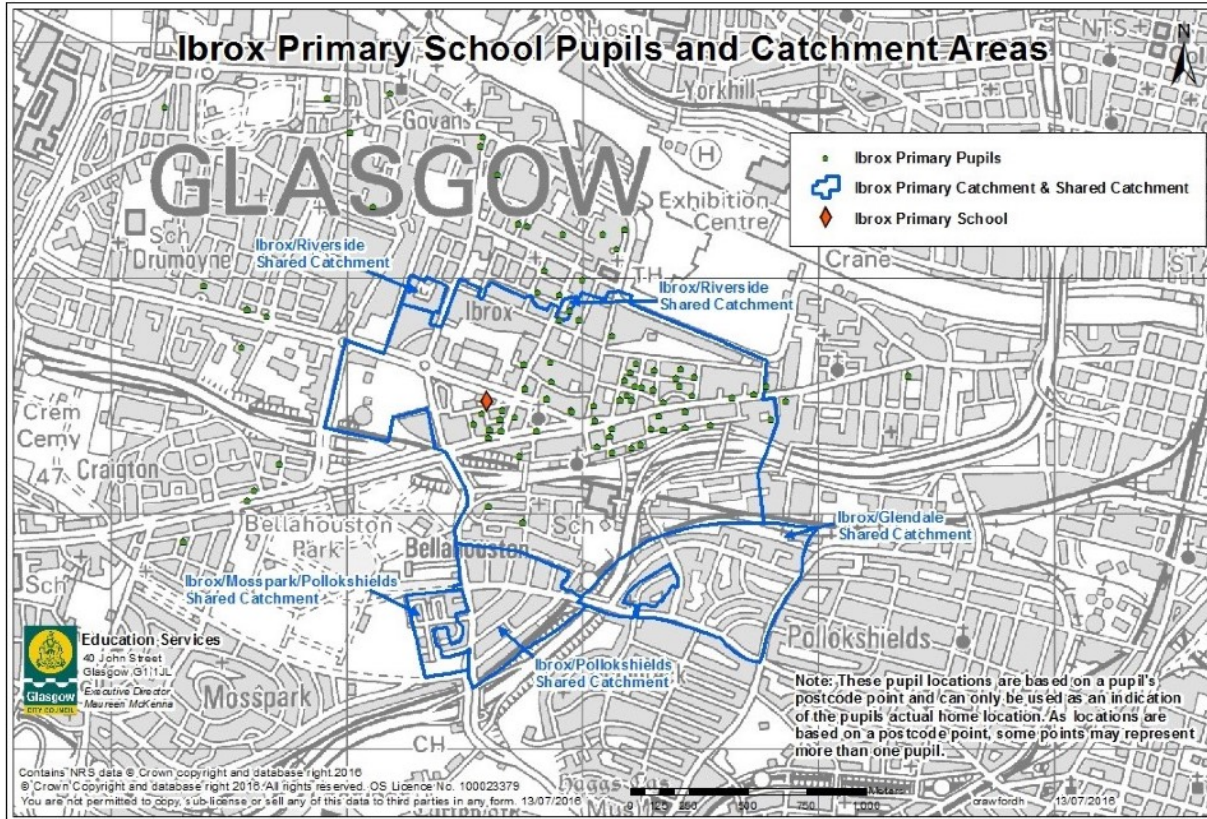 Ibrox Primary School Pupils and Catchment Areas
N
Hosp
NTS
Yorkhill
Govans
GLASGOW
H
Exhibition
Centre
Ibrox Primary Pupils
Ibrox Primary Catchment & Shared Catchment
Ibrox Primary School
Sch
Drumoyne
Ibrox/Riverside
Shared Catchment
T.H
Crane
STA
Ibrox/Riverside
Shared Catchment
Ibrox
Crem
Cemy
47
Craigton
Bellahouston
Park
Bellahouston
Sch
Ibrox/Glendale
Shared Catchment
Sch
Ibrox/Mosspark/Pollokshields
Shared Catchment
Pollokshields
Ibrox/Pollokshields
Shared Catchment
Mosspark
CH
Education Services
40 John Street
Glasgow G1 1JL
Executive Director
Maureen McKenna
Glasgow
CITY COUNCIL
Note: These pupil locations are based on a pupil's
postcode point and can only be used as an indication
of the pupils actual home location. As locations are
based on a postcode point, some points may represent
more than one pupil.
Contains NRS data © Crown copyright and database right 2016
© Crown Copyright and database right 2016. All rights reserved. OS Licence No. 100023379
You are not permitted to copy, sub-license or sell any of this data to third parties in any form. 13/07/2016
Haggs Cas
Mus
Meters
0 125 250 500 750 1,000
crawfordh 13/07/2016